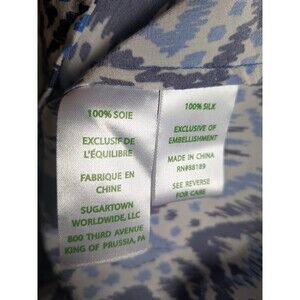 100% SOIE
EXCLUSIF DE
L'ÉQUILIBRE
FABRIQUE EN
CHINE
SUGARTOWN
WORLDWIDE, LLC
800 THIRD AVENUE
KING OF PRUSSIA, PA
100% SILK
EXCLUSIVE OF
EMBELLISHMENT
MADE IN CHINA
RN#98189
SEE REVERSE
FOR CARE